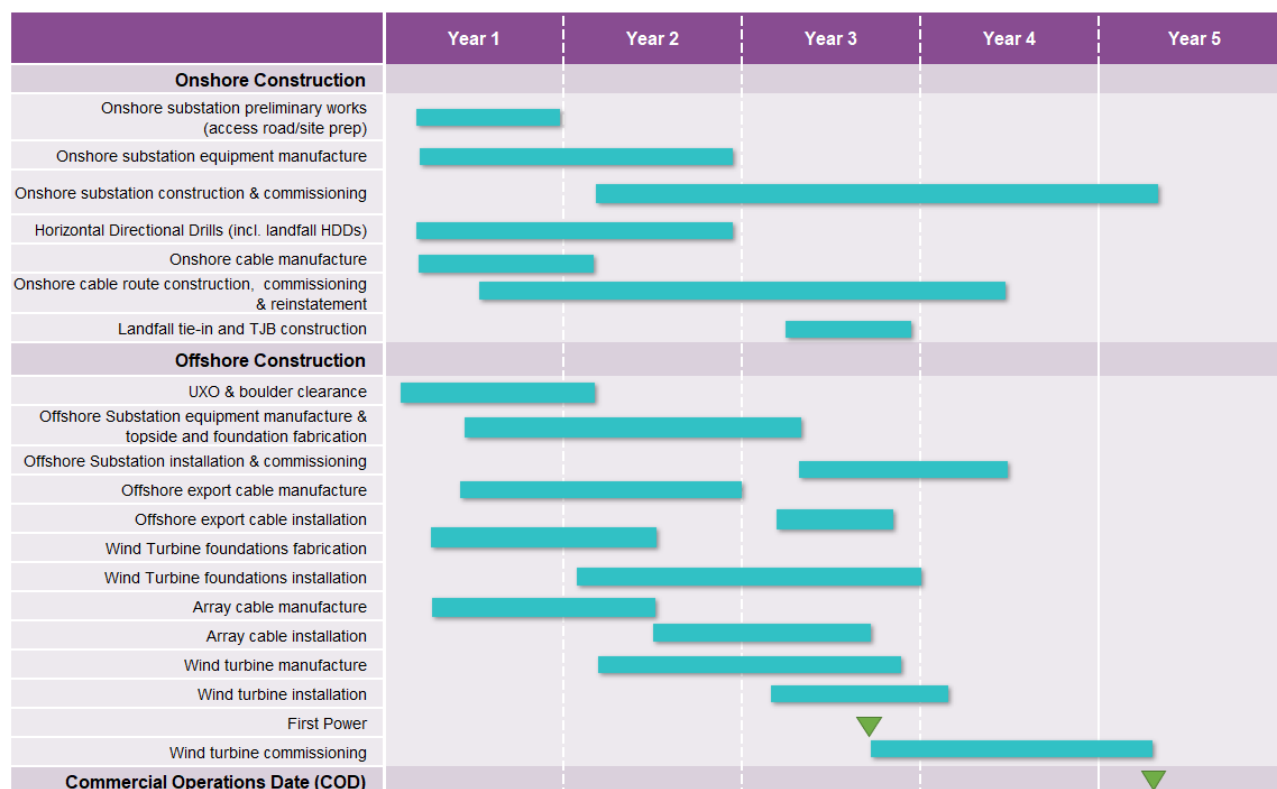 Year 1
Year 2
Year 3
Year 4
Year 5
Onshore Construction
Onshore substation preliminary works
(access road/site prep)
Onshore substation equipment manufacture
Onshore substation construction & commissioning
Horizontal Directional Drills (incl. landfall HDDs)
Onshore cable manufacture
Onshore cable route construction, commissioning
& reinstatement
Landfall tie-in and TJB construction
Offshore Construction
UXO & boulder clearance
Offshore Substation equipment manufacture &
topside and foundation fabrication
Offshore Substation installation & commissioning
Offshore export cable manufacture
Offshore export cable installation
Wind Turbine foundations fabrication
Wind Turbine foundations installation
Array cable manufacture
Array cable installation
Wind turbine manufacture
Wind turbine installation
First Power
Wind turbine commissioning
Commercial Operations Date (COD)